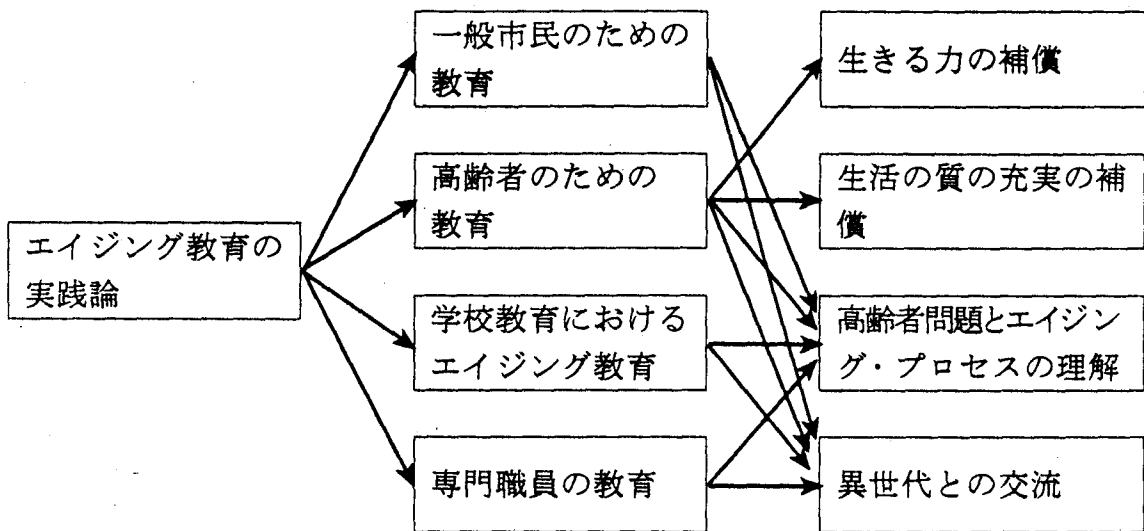 エイジング教育の
実践論
一般市民のための
教育
高齢者のための
教育
学校教育における
エイジング教育
専門職員の教育
生きる力の補償
生活の質の充実の補
償
高齢者問題とエイジン
グ・プロセスの理解
異世代との交流